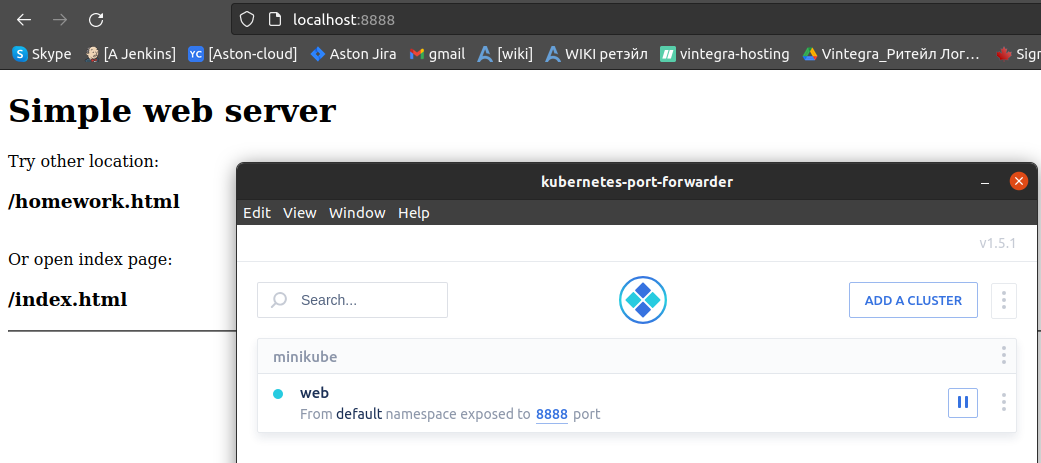 localhost:8888
Skype [A Jenkins] YC [Aston-cloud] Aston Jira gmail [wiki] WIKI ретэйл vintegra-hosting Vintegra_Ритейл Лог… Sign
Simple web server
Try other location:
/homework.html
Or open index page:
/index.html
kubernetes-port-forwarder
Edit View Window Help
v1.5.1
Search...
ADD A CLUSTER
minikube
web
From default namespace exposed to 8888 port